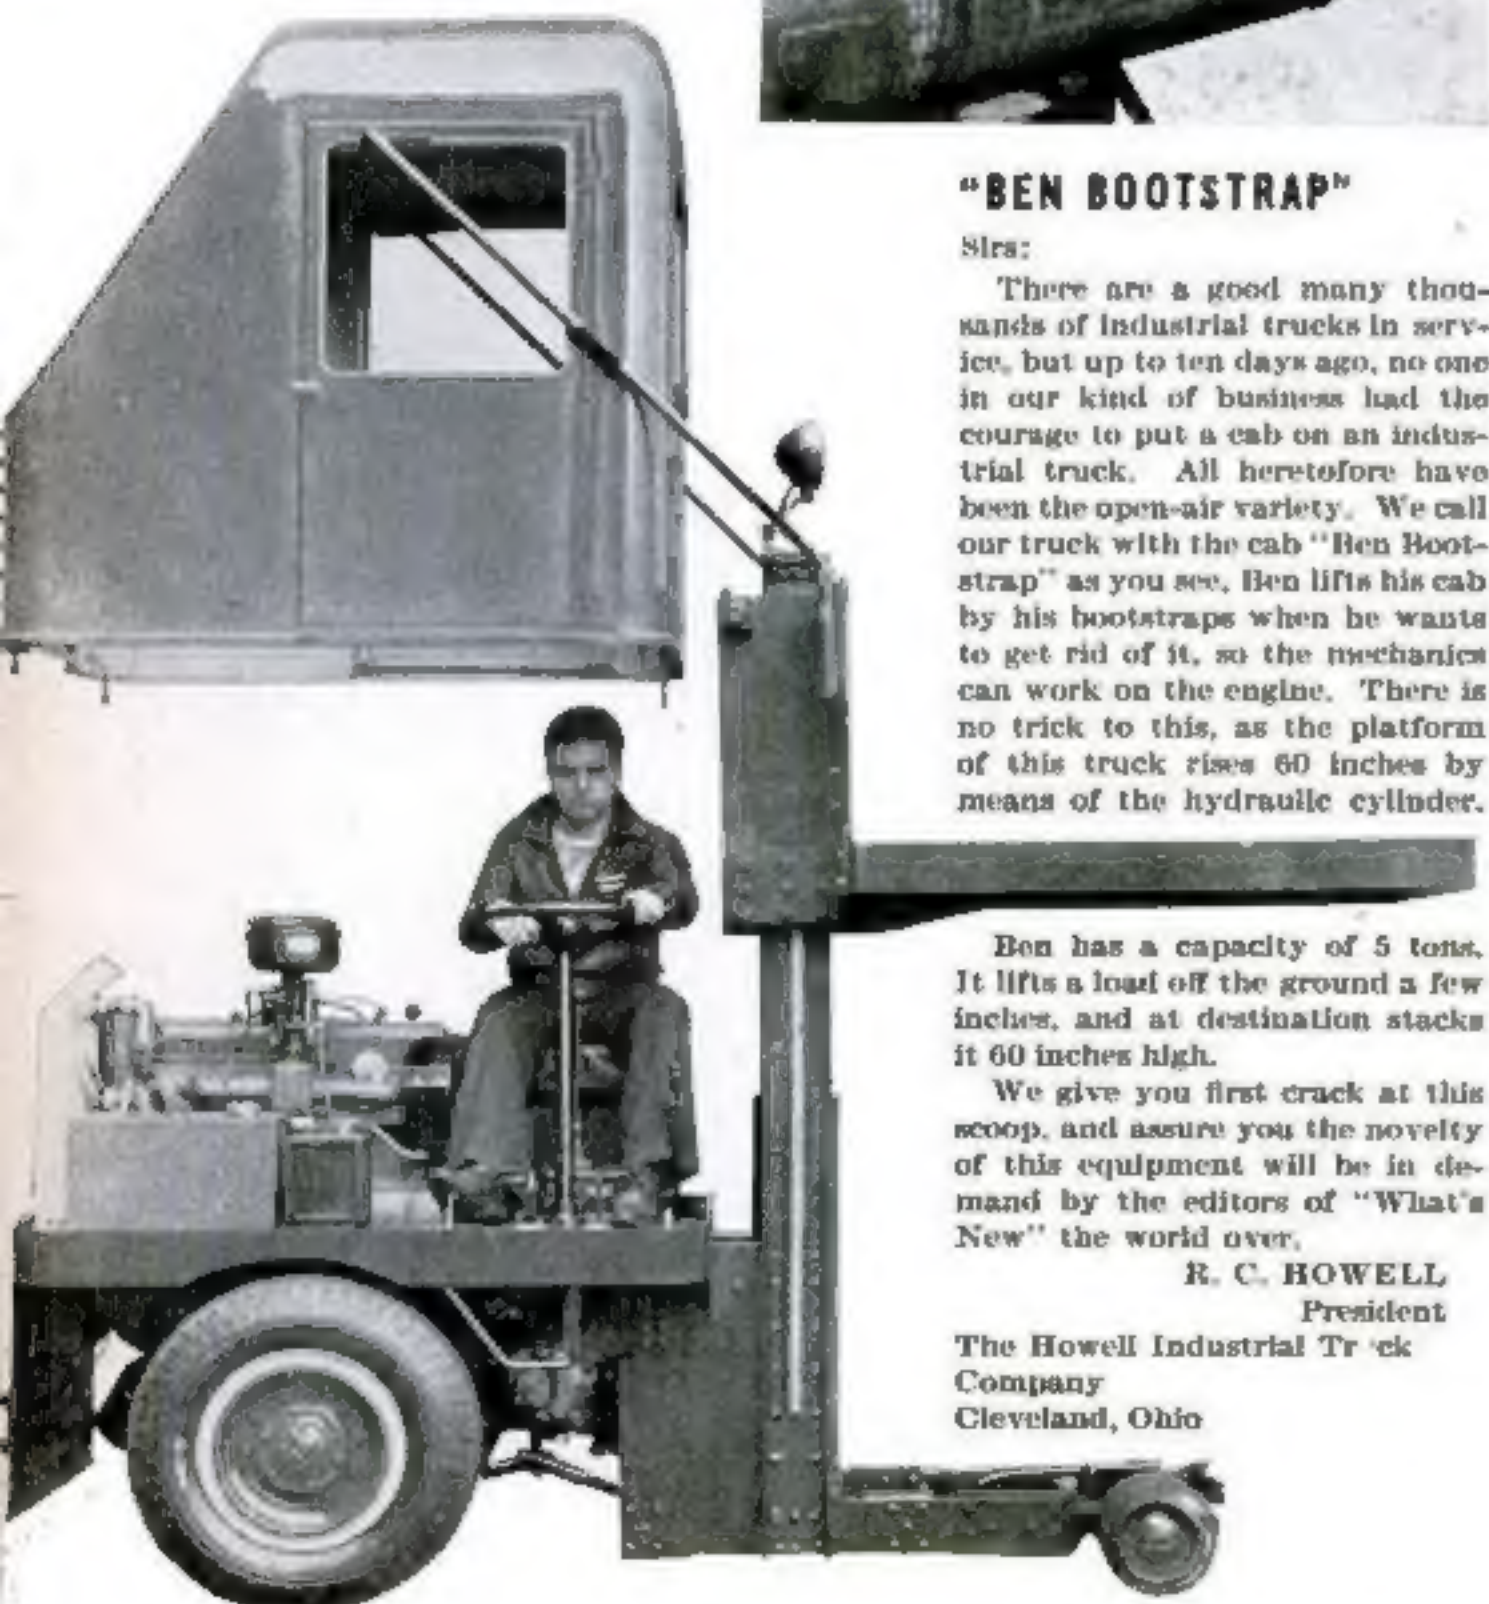 "BEN BOOTSTRAP"
Sirs:
There are a good many thou-
sands of industrial trucks in serv-
ice, but up to ten days ago, no one
in our kind of business had the
courage to put a cab on an indus-
trial truck. All heretofore have
been the open-air variety. We call
our truck with the cab "Ben Boot-
strap" as you see, Ben lifts his cab
by his bootstraps when he wants
to get rid of it, so the mechanics
can work on the engine. There is
no trick to this, as the platform
of this truck rises 60 inches by
means of the hydraulic cylinder.
Ben has a capacity of 5 tons.
It lifts a load off the ground a few
inches, and at destination stacks
it 60 inches high.
We give you first crack at this
scoop, and assure you the novelty
of this equipment will be in de-
mand by the editors of "What's
New" the world over.
R. C. HOWELL
President
The Howell Industrial Tr ck
Company
Cleveland, Ohio